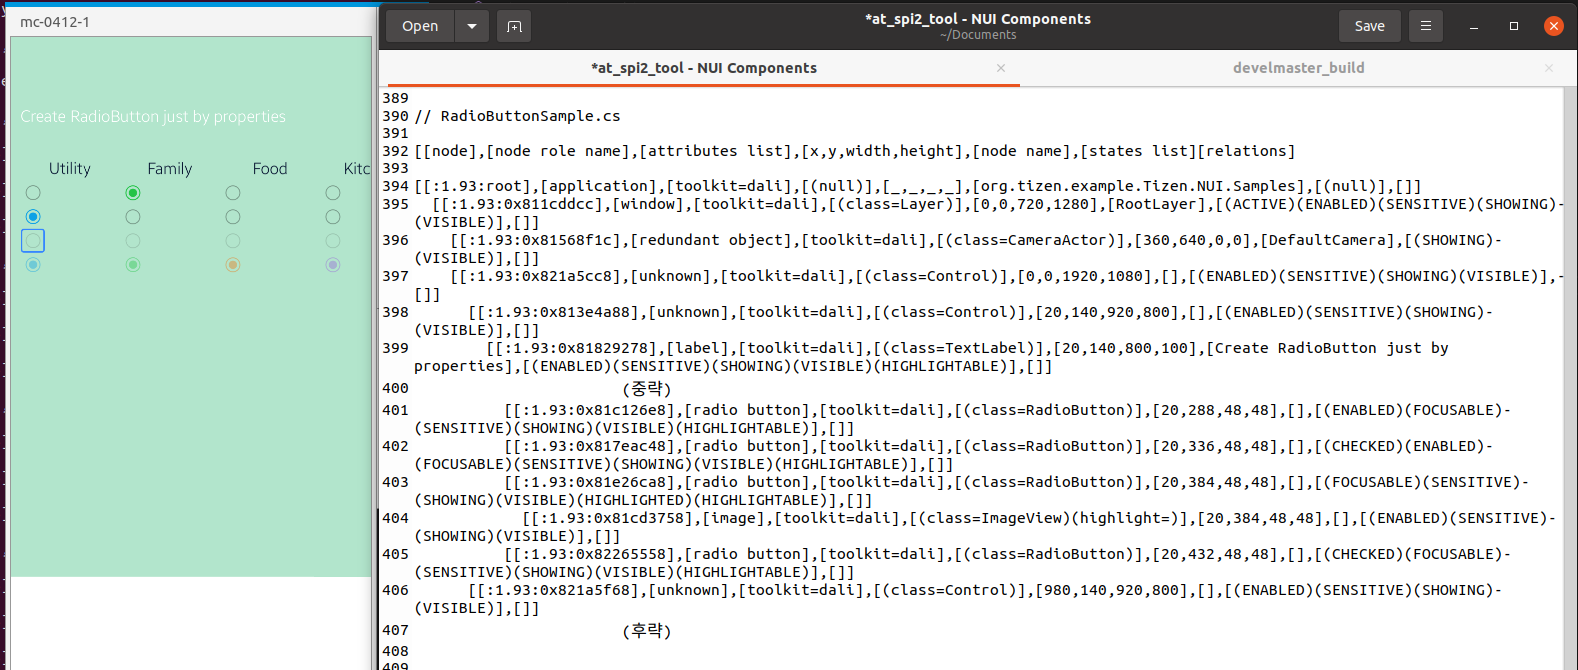 mc-0412-1
Create RadioButton just by properties
Utility Family Food Kitc
Open
*at_spi2_tool - NUI Components
~/Documents
Save
*at_spi2_tool - NUI Components
develmaster_build
389
390 // RadioButtonSample.cs
391
392 [[node],[node role name],[attributes list],[x,y,width,height],[node name],[states list][relations]
393
394 [[:1.93:root],[application],[toolkit=dali],[(null)],[_,_,_,_],[org.tizen.example.Tizen.NUI.Samples],[(null)],[]]
395 [[:1.93:0x811cddcc],[window],[toolkit=dali],[(class=Layer)],[0,0,720,1280],[RootLayer],[(ACTIVE)(ENABLED)(SENSITIVE)(SHOWING)-
(VISIBLE)],[]]
396 [[:1.93:0x81568f1c],[redundant object],[toolkit=dali],[(class=CameraActor)],[360,640,0,0],[DefaultCamera],[(SHOWING)-
(VISIBLE)],[]]
397 [[:1.93:0x821a5cc8],[unknown],[toolkit=dali],[(class=Control)],[0,0,1920,1080],[],[(ENABLED)(SENSITIVE)(SHOWING)(VISIBLE)],-
[]]
398 [[:1.93:0x813e4a88],[unknown],[toolkit=dali],[(class=Control)],[20,140,920,800],[],[(ENABLED)(SENSITIVE)(SHOWING)-
(VISIBLE)],[]]
399 [[:1.93:0x81829278],[label],[toolkit=dali],[(class=TextLabel)],[20,140,800,100],[Create RadioButton just by
properties],[(ENABLED)(SENSITIVE)(SHOWING)(VISIBLE)(HIGHLIGHTABLE)],[]]
400 (중략)
401 [[:1.93:0x81c126e8],[radio button],[toolkit=dali],[(class=RadioButton)],[20,288,48,48],[],[(ENABLED)(FOCUSABLE)-
(SENSITIVE)(SHOWING)(VISIBLE)(HIGHLIGHTABLE)],[]]
402 [[:1.93:0x817eac48],[radio button],[toolkit=dali],[(class=RadioButton)],[20,336,48,48],[],[(CHECKED)(ENABLED)-
(FOCUSABLE)(SENSITIVE)(SHOWING)(VISIBLE)(HIGHLIGHTABLE)],[]]
403 [[:1.93:0x81e26ca8],[radio button],[toolkit=dali],[(class=RadioButton)],[20,384,48,48],[],[(FOCUSABLE)(SENSITIVE)-
(SHOWING)(VISIBLE)(HIGHLIGHTED)(HIGHLIGHTABLE)],[]]
404 [[:1.93:0x81cd3758],[image],[toolkit=dali],[(class=ImageView)(highlight=)],[20,384,48,48],[],[(ENABLED)(SENSITIVE)-
(SHOWING)(VISIBLE)],[]]
405 [[:1.93:0x82265558],[radio button],[toolkit=dali],[(class=RadioButton)],[20,432,48,48],[],[(CHECKED)(FOCUSABLE)-
(SENSITIVE)(SHOWING)(VISIBLE)(HIGHLIGHTABLE)],[]]
406 [[:1.93:0x821a5f68],[unknown],[toolkit=dali],[(class=Control)],[980,140,920,800],[],[(ENABLED)(SENSITIVE)(SHOWING)-
(VISIBLE)],[]]
407 (후략)
408
409